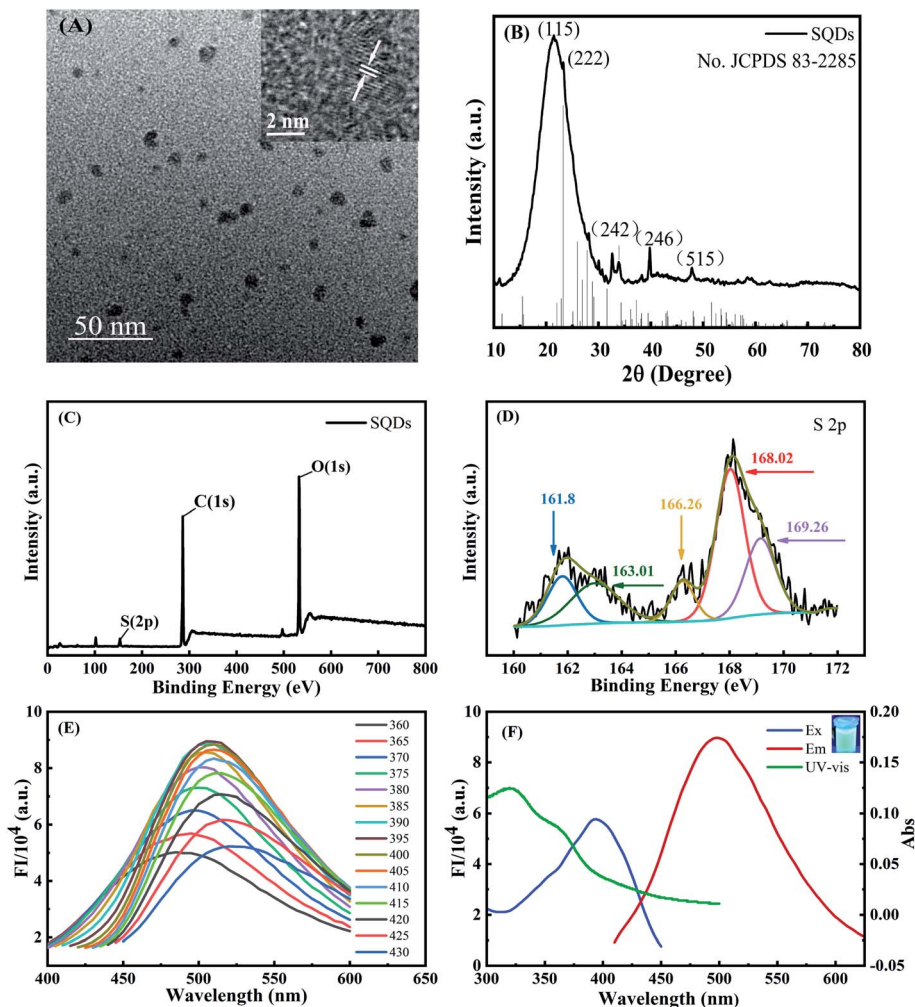 (A)
2 nm
50 nm
(B)
SQDs
No. JCPDS 83-2285
(115)
(222)
(242)
(246)
(515)
Intensity (a.u.)
10 20 30 40 50 60 70 80
2θ (Degree)
(C)
SQDs
O(1s)
C(1s)
S(2p)
Intensity (a.u.)
0 100 200 300 400 500 600 700 800
Binding Energy (eV)
(D)
S 2p
168.02
161.8
166.26
169.26
163.01
Intensity (a.u.)
160 162 164 166 168 170 172
Binding Energy (eV)
(E)
10
8
6
4
2
FI/10⁴ (a.u.)
360
365
370
375
380
385
390
395
400
405
410
415
420
425
430
400 450 500 550 600 650
Wavelength (nm)
(F)
Ex
Em
UV-vis
10
8
6
4
2
0
FI/10⁴ (a.u.)
0.20
0.15
0.10
0.05
0.00
-0.05
Abs
300 350 400 450 500 550 600
Wavelength (nm)